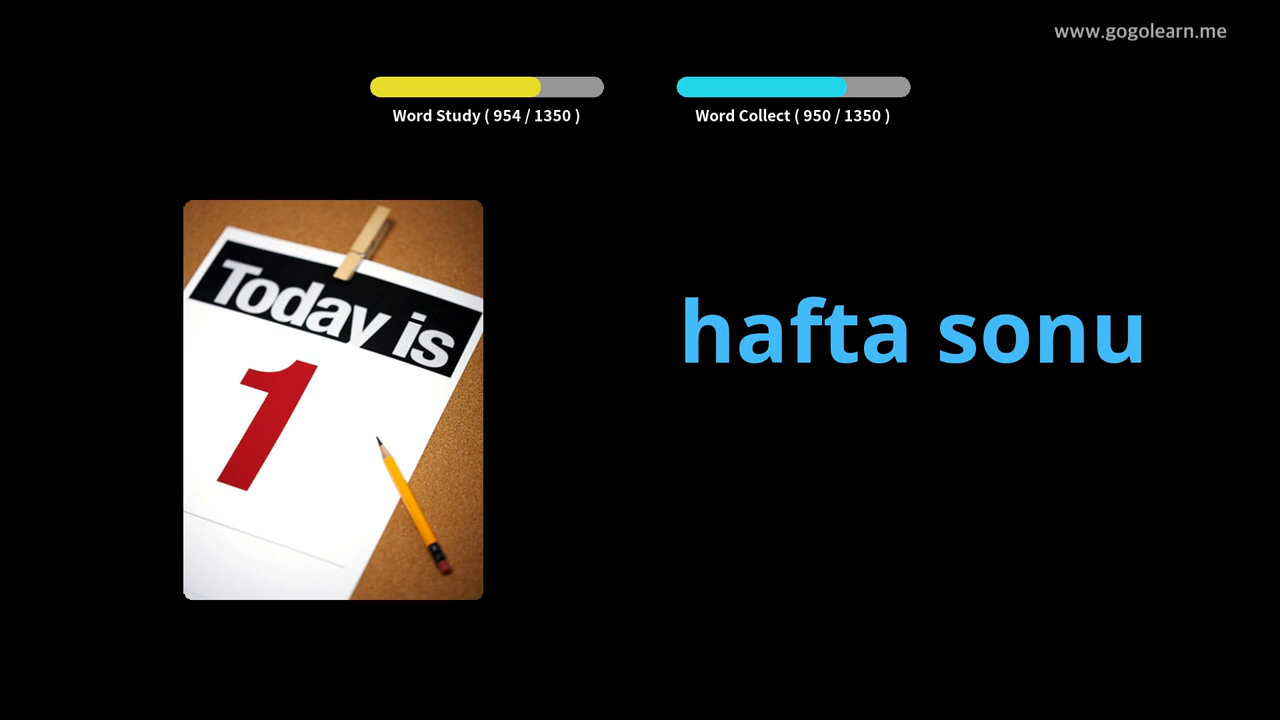 www.gogolearn.me
Word Study ( 954 / 1350 )
Word Collect ( 950 / 1350 )
Today is
1
hafta sonu